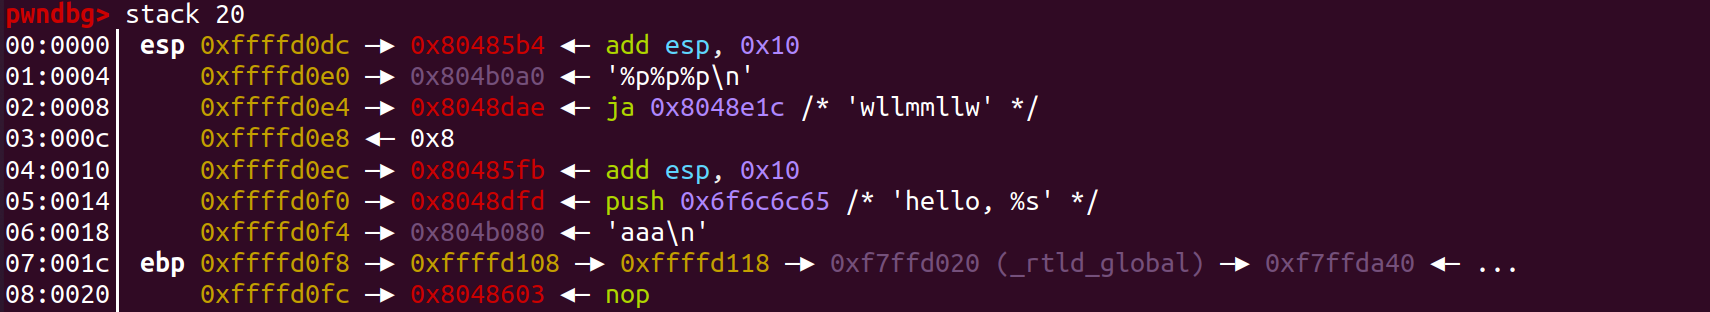 pwndbg> stack 20
00:0000│ esp 0xffffd0dc —▸ 0x80485b4 ◂— add esp, 0x10
01:0004│     0xffffd0e0 —▸ 0x804b0a0 ◂— '%p%p%p\n'
02:0008│     0xffffd0e4 —▸ 0x8048dae ◂— ja 0x8048e1c /* 'wllmmllw' */
03:000c│     0xffffd0e8 ◂— 0x8
04:0010│     0xffffd0ec —▸ 0x80485fb ◂— add esp, 0x10
05:0014│     0xffffd0f0 —▸ 0x8048dfd ◂— push 0x6f6c6c65 /* 'hello, %s' */
06:0018│     0xffffd0f4 —▸ 0x804b080 ◂— 'aaa\n'
07:001c│ ebp 0xffffd0f8 —▸ 0xffffd108 —▸ 0xffffd118 —▸ 0xf7ffd020 (_rtld_global) —▸ 0xf7ffda40 ◂— ...
08:0020│     0xffffd0fc —▸ 0x8048603 ◂— nop